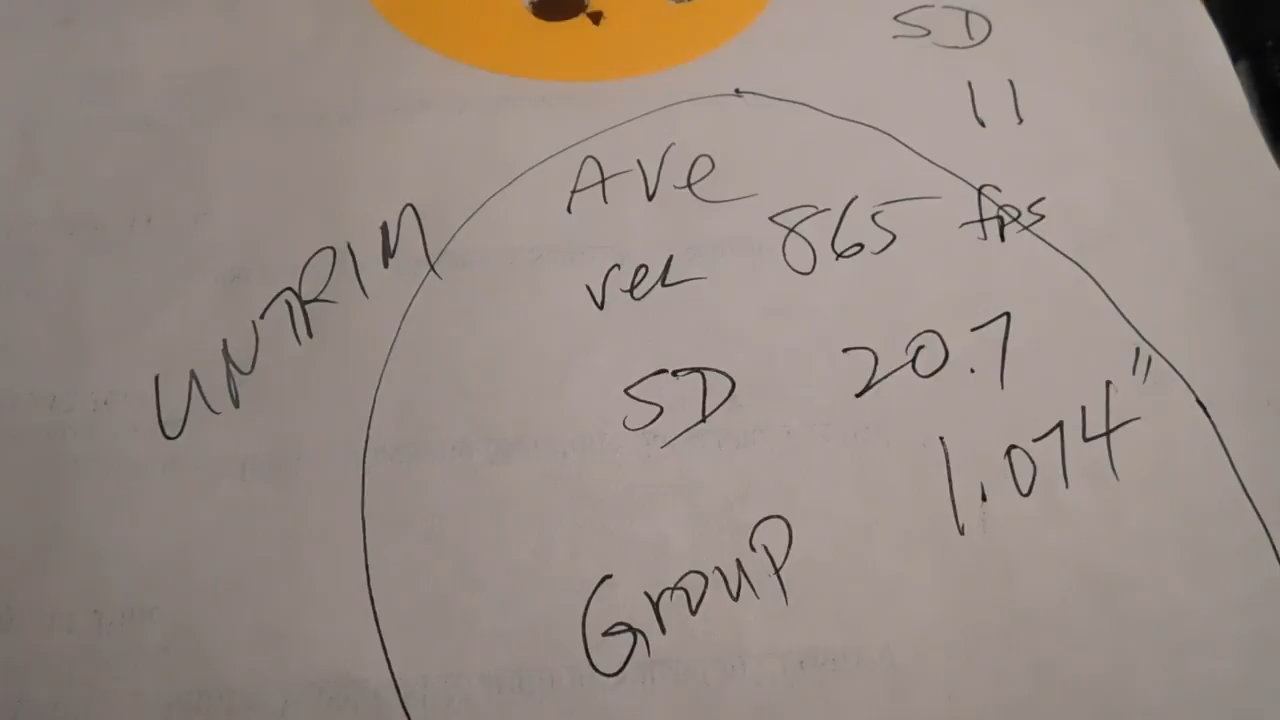 SD
11
UNTRIM
Ave
vel 865 fps
SD 20.7
Group 1.074"